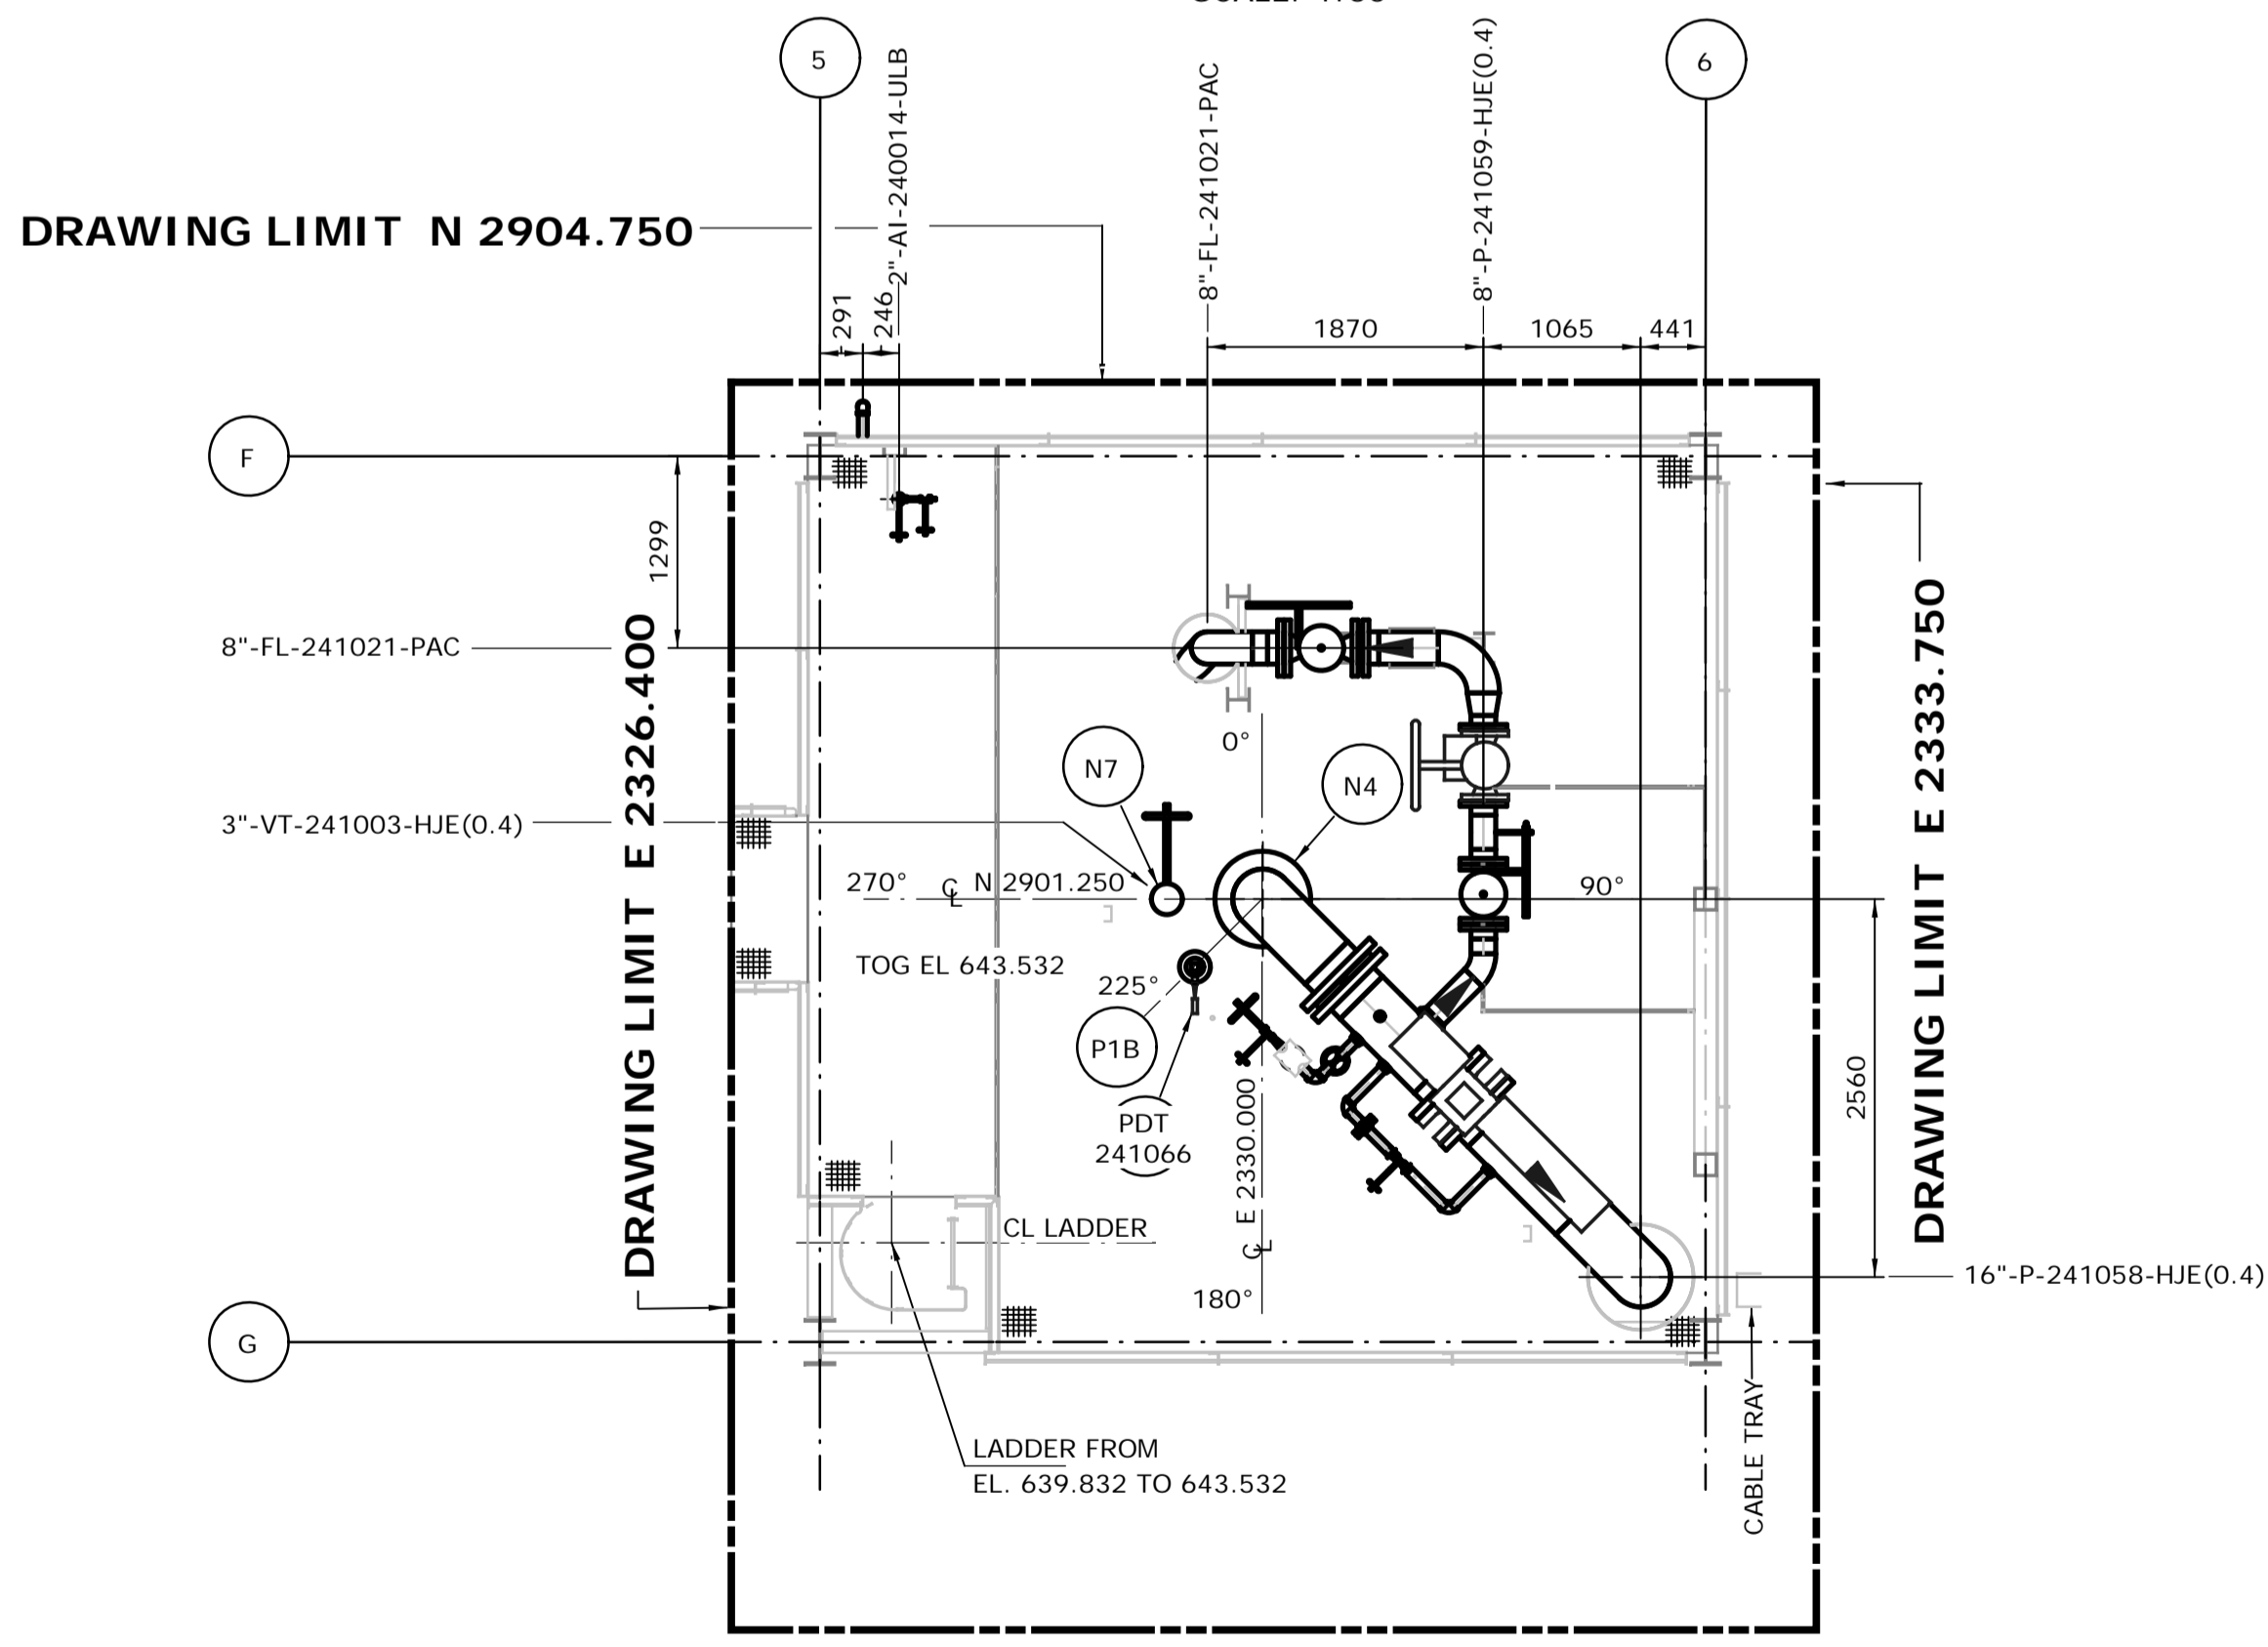 5
6
2"-AI-240014-ULB
8"-FL-241021-PAC
8"-P-241059-HJE(0.4)
DRAWING LIMIT N 2904.750
291
246
1870
1065
441
F
1299
8"-FL-241021-PAC
DRAWING LIMIT E 2326.400
DRAWING LIMIT E 2333.750
0°
N7
N4
3"-VT-241003-HJE(0.4)
270°
N 2901.250
90°
TOG EL 643.532
225°
P1B
PDT
241066
E 2330.000
2560
CL LADDER
180°
16"-P-241058-HJE(0.4)
G
CABLE TRAY
LADDER FROM
EL. 639.832 TO 643.532